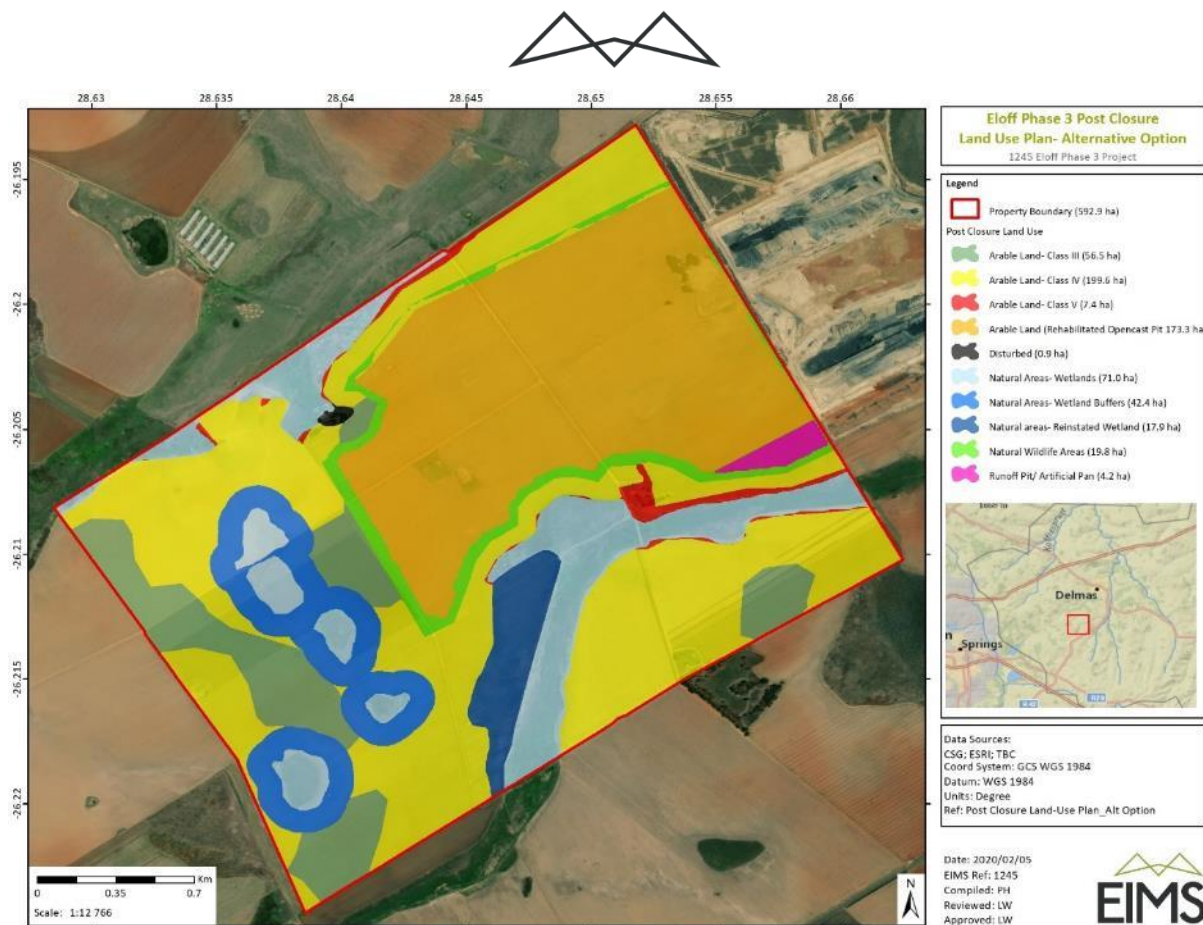 28.63 28.635 28.64 28.645 28.65 28.655 28.66
-26.195
-26.2
-26.205
-26.21
-26.215
-26.22
Km
0 0.35 0.7
Scale: 1:12 766
N
Eloff Phase 3 Post Closure
Land Use Plan- Alternative Option
1245 Eloff Phase 3 Project
Legend
Property Boundary (592.9 ha)
Post Closure Land Use
Arable Land- Class III (56.5 ha)
Arable Land- Class IV (199.6 ha)
Arable Land- Class V (7.4 ha)
Arable Land (Rehabilitated Opencast Pit 173.3 ha
Disturbed (0.9 ha)
Natural Areas- Wetlands (71.0 ha)
Natural Areas- Wetland Buffers (42.4 ha)
Natural areas- Reinstated Wetland (17.9 ha)
Natural Wildlife Areas (19.8 ha)
Runoff Pit/ Artificial Pan (4.2 ha)
Delmas
n
Springs
Data Sources:
CSG; ESRI; TBC
Coord System: GCS WGS 1984
Datum: WGS 1984
Units: Degree
Ref: Post Closure Land-Use Plan_Alt Option
Date: 2020/02/05
EIMS Ref: 1245
Compiled: PH
Reviewed: LW
Approved: LW
EIMS